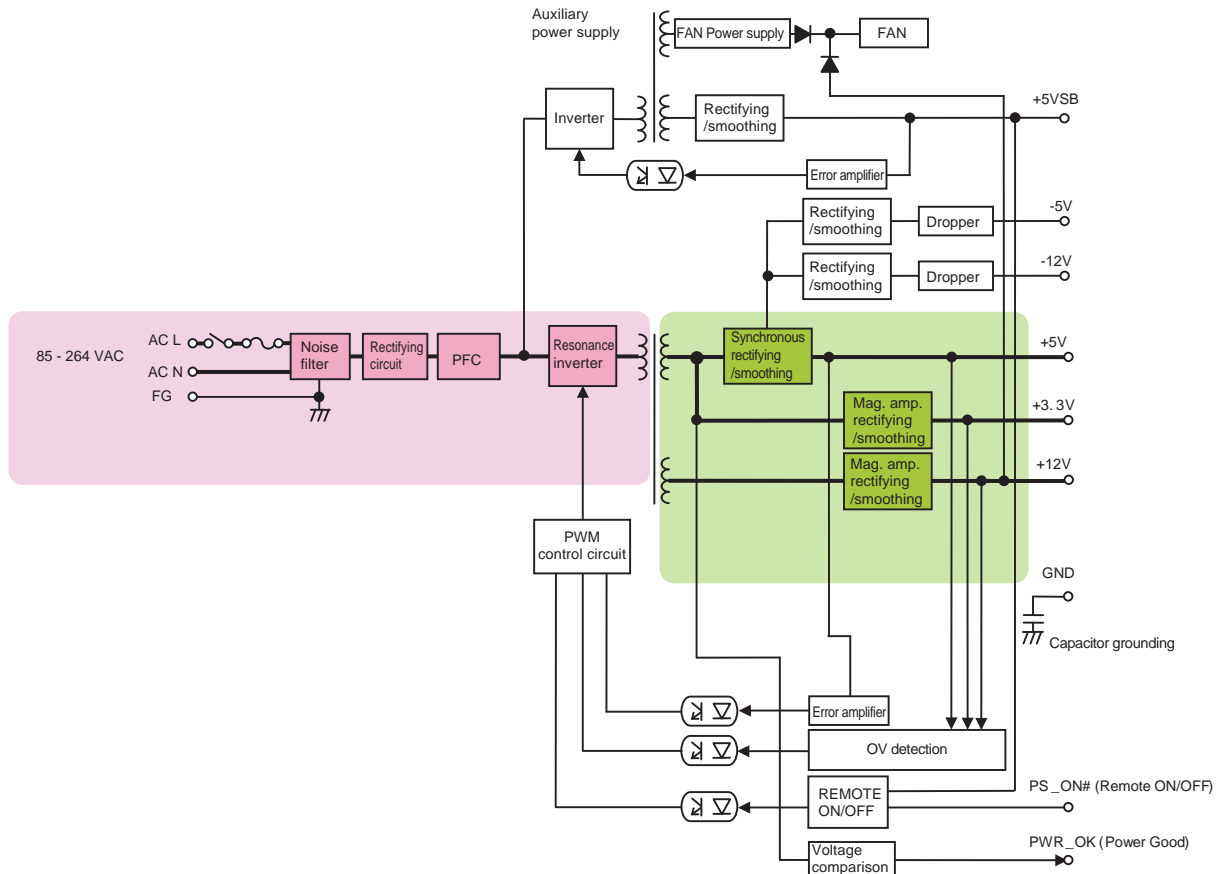 Auxiliary
power supply
FAN Power supply
FAN
+5VSB
Inverter
Rectifying
/smoothing
Error amplifier
-5V
Rectifying
/smoothing
Dropper
-12V
Rectifying
/smoothing
Dropper
85 - 264 VAC
AC L
AC N
FG
Noise
filter
Rectifying
circuit
PFC
Resonance
inverter
Synchronous
rectifying
/smoothing
+5V
Mag. amp.
rectifying
/smoothing
+3. 3V
Mag. amp.
rectifying
/smoothing
+12V
PWM
control circuit
GND
Capacitor grounding
Error amplifier
OV detection
REMOTE
ON/OFF
PS_ON# (Remote ON/OFF)
Voltage
comparison
PWR_OK (Power Good)